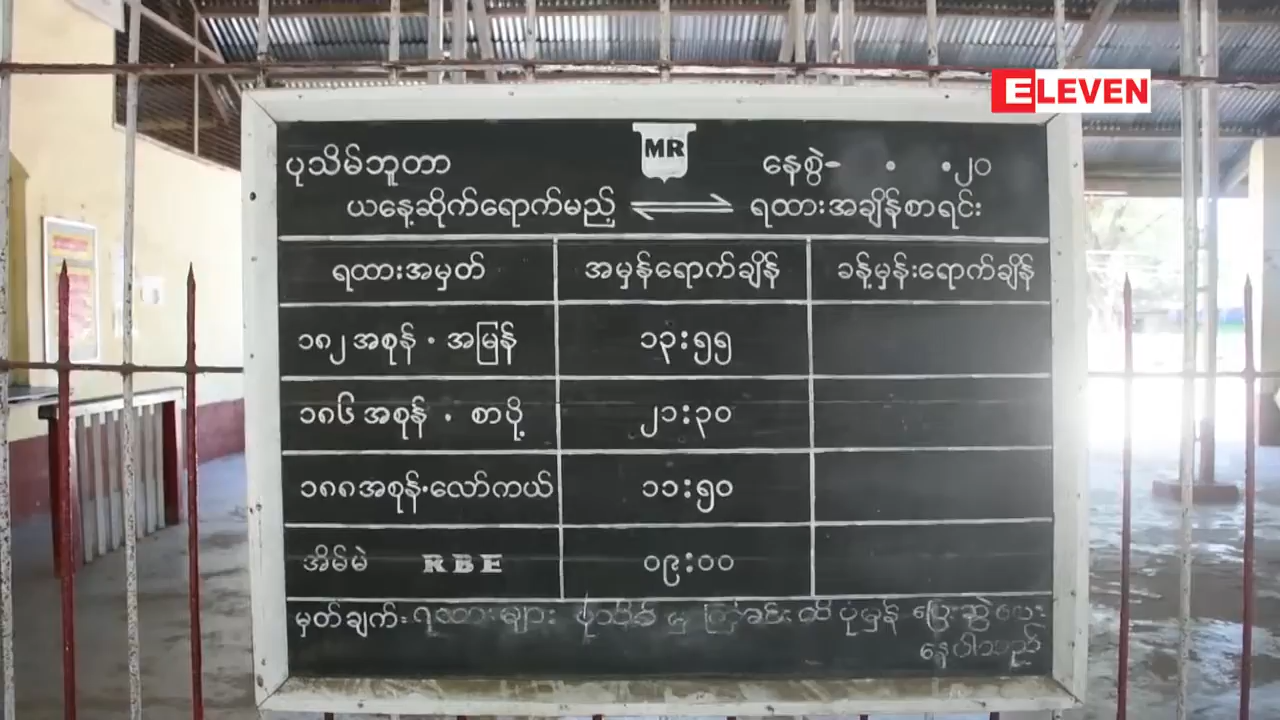 ELEVEN
MR
ပုသိမ်ဘူတာ နေ့စွဲ- • •၂၀
ယနေ့ဆိုက်ရောက်မည့် ⇌ ရထားအချိန်စာရင်း
ရထားအမှတ် အမှန်ရောက်ချိန် ခန့်မှန်းရောက်ချိန်
၁၈၂ အစုန် • အမြန် ၁၃:၅၅
၁၈၆ အစုန် • စာပို့ ၂၁:၃၀
၁၈၈အစုန်•လော်ကယ် ၁၁:၅၀
အိမ်မဲ RBE ၀၉:၀၀
မှတ်ချက်း ရထားများ ပုသိမ် မှ ကြံခင်း ထိ ပုံမှန် ပြေးဆွဲပေး
နေပါသည်